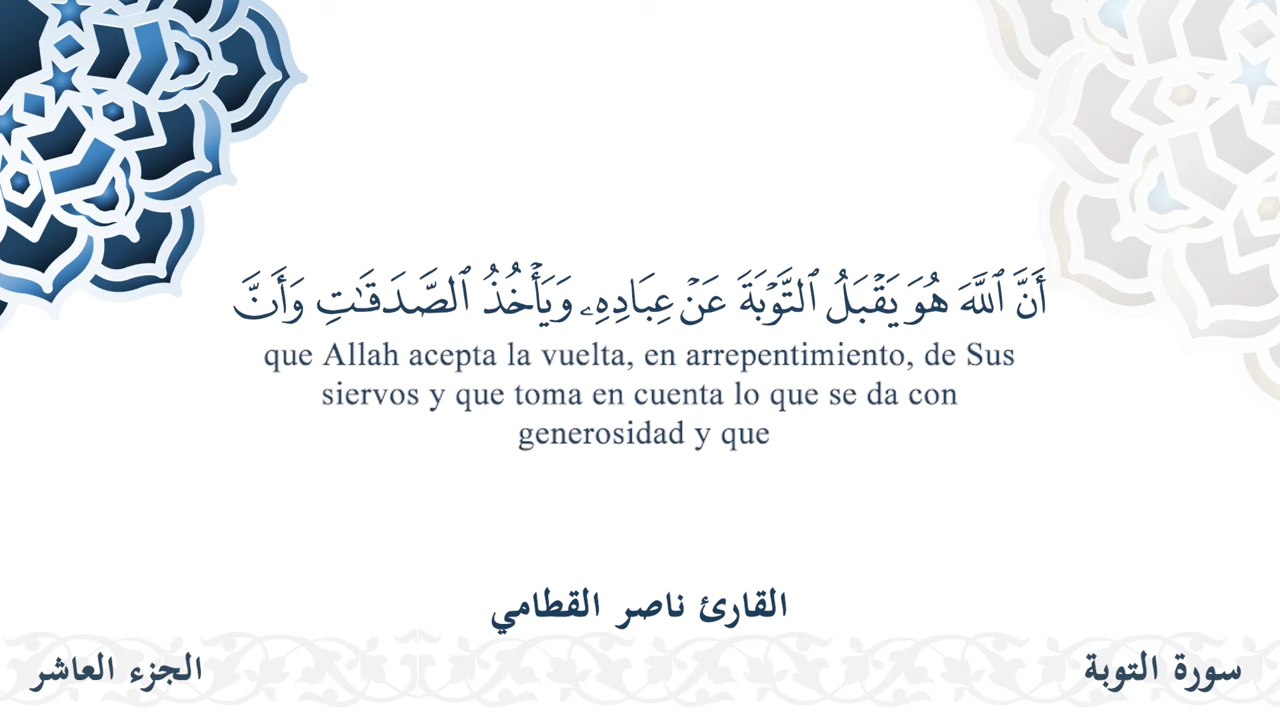 أَنَّ ٱللَّهَ هُوَ يَقۡبَلُ ٱلتَّوۡبَةَ عَنۡ عِبَادِهِۦ وَيَأۡخُذُ ٱلصَّدَقَٰتِ وَأَنَّ
que Allah acepta la vuelta, en arrepentimiento, de Sus
siervos y que toma en cuenta lo que se da con
generosidad y que
القارئ ناصر القطامي
سورة التوبة
الجزء العاشر